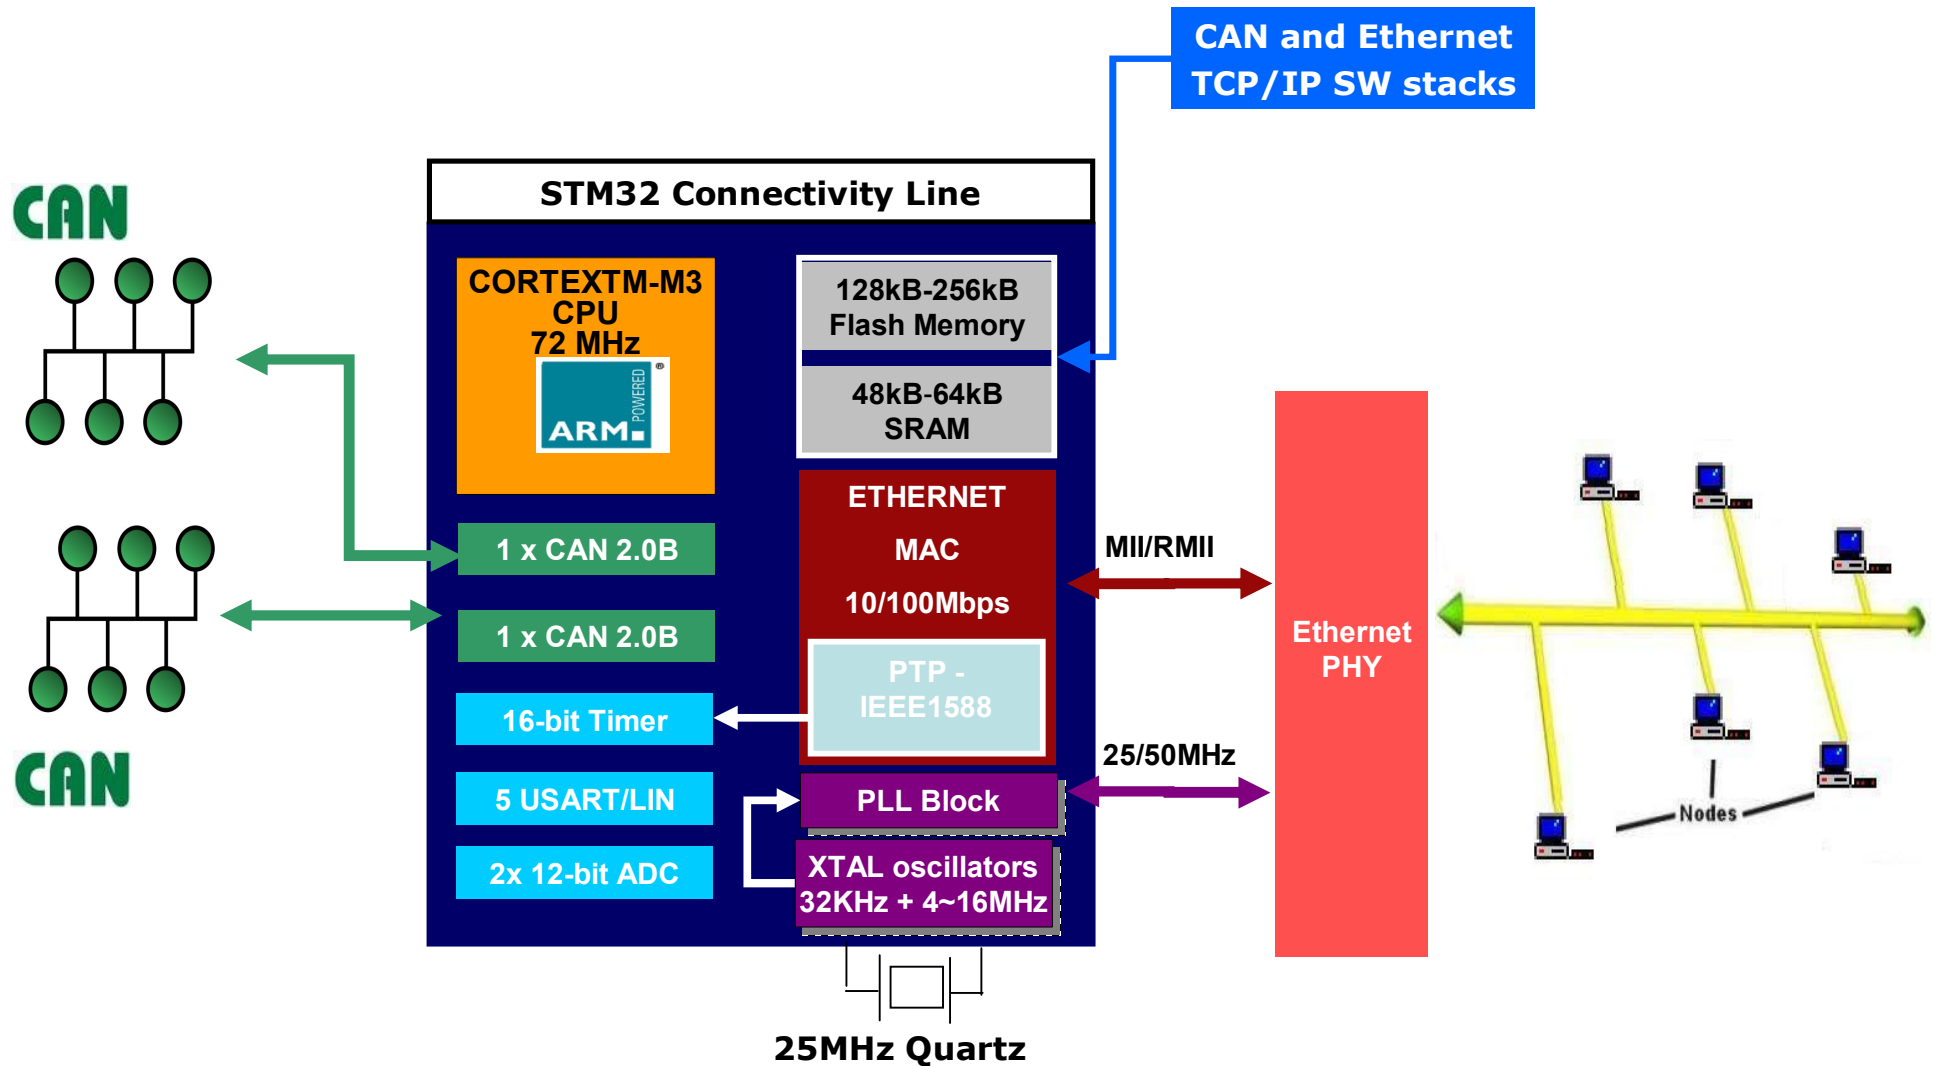 CAN and Ethernet
TCP/IP SW stacks
STM32 Connectivity Line
CAN
CORTEXTM-M3
CPU
72 MHz
ARM POWERED ®
128kB-256kB
Flash Memory
48kB-64kB
SRAM
1 x CAN 2.0B
1 x CAN 2.0B
ETHERNET
MAC
10/100Mbps
PTP -
IEEE1588
MII/RMII
Ethernet
PHY
16-bit Timer
CAN
5 USART/LIN
2x 12-bit ADC
PLL Block
25/50MHz
XTAL oscillators
32KHz + 4~16MHz
Nodes
25MHz Quartz